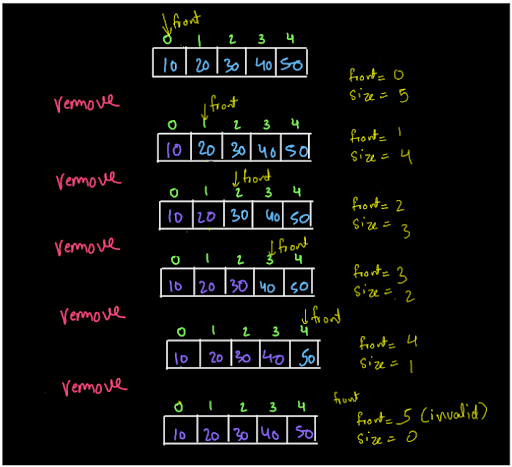 front
0 1 2 3 4
10 20 30 40 50
front= 0
size = 5
remove
front
0 1 2 3 4
10 20 30 40 50
front= 1
size = 4
remove
front
0 1 2 3 4
10 20 30 40 50
front= 2
size = 3
remove
front
0 1 2 3 4
10 20 30 40 50
front= 3
size = 2
remove
front
0 1 2 3 4
10 20 30 40 50
front= 4
size = 1
remove
front
0 1 2 3 4
10 20 30 40 50
front= 5 (invalid)
size = 0